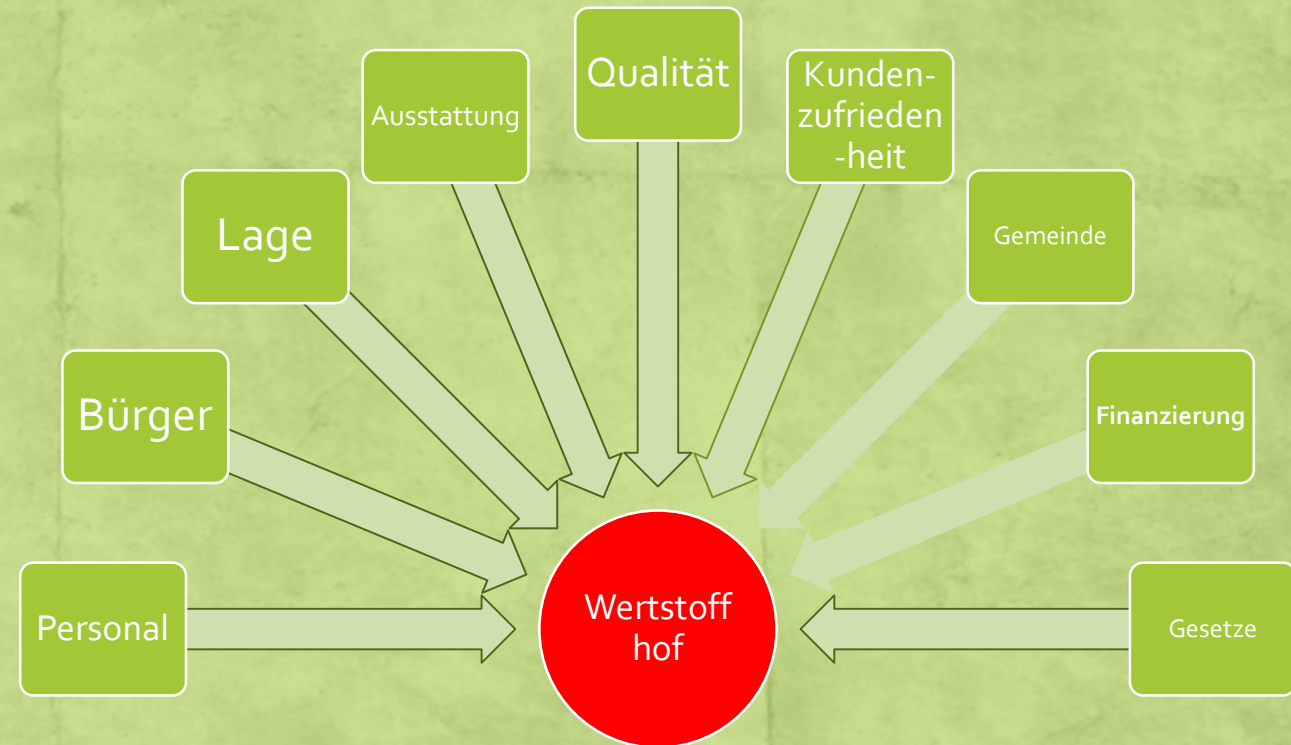 Qualität
Kunden-
zufrieden
-heit
Ausstattung
Lage
Gemeinde
Bürger
Finanzierung
Personal
Wertstoff
hof
Gesetze